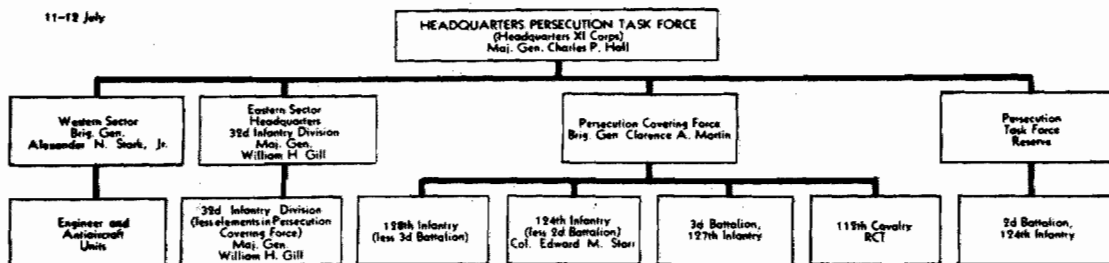 11-12 July
HEADQUARTERS PERSECUTION TASK FORCE
(Headquarters XI Corps)
Maj. Gen. Charles P. Hall
Western Sector
Brig. Gen.
Alexander N. Stark, Jr.
Eastern Sector
Headquarters
32d Infantry Division
Maj. Gen.
William H. Gill
Persecution Covering Force
Brig. Gen Clarence A. Martin
Persecution
Task Force
Reserve
Engineer and
Antiaircraft
Units
32d Infantry Division
(less elements in Persecution
Covering Force)
Maj. Gen.
William H. Gill
128th Infantry
(less 3d Battalion)
124th Infantry
(less 2d Battalion)
Col. Edward M. Starr
3d Battalion,
127th Infantry
112th Cavalry
RCT
2d Battalion,
124th Infantry